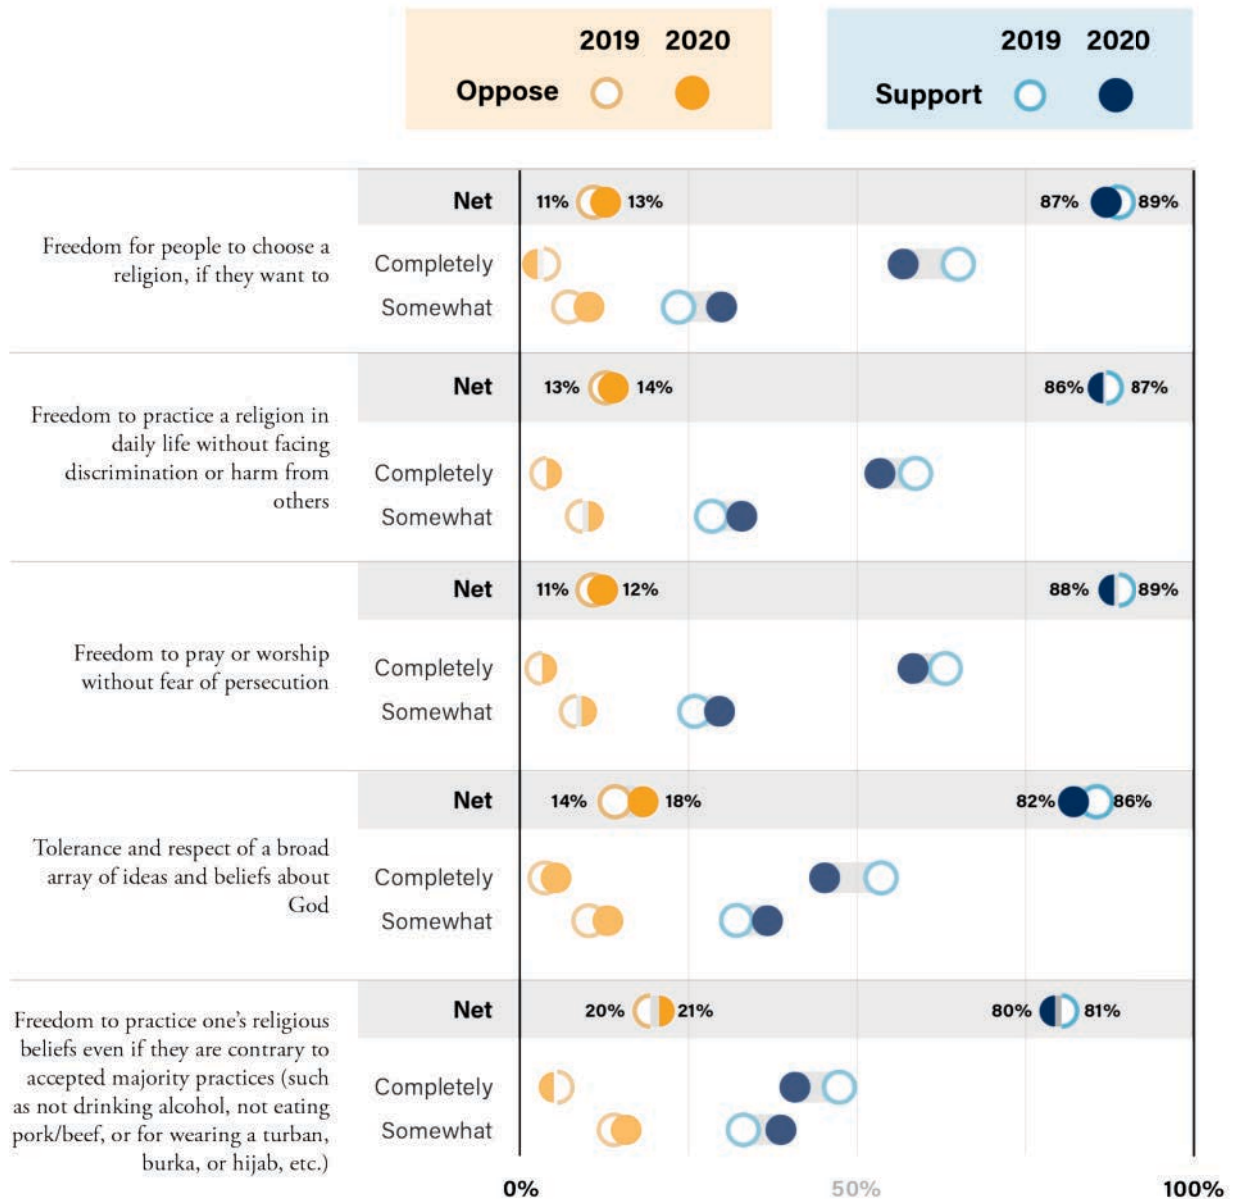 2019 2020
Oppose
2019 2020
Support
Net 11% 13% 87% 89%
Freedom for people to choose a
religion, if they want to
Completely
Somewhat
Net 13% 14% 86% 87%
Freedom to practice a religion in
daily life without facing
discrimination or harm from
others
Completely
Somewhat
Net 11% 12% 88% 89%
Freedom to pray or worship
without fear of persecution
Completely
Somewhat
Net 14% 18% 82% 86%
Tolerance and respect of a broad
array of ideas and beliefs about
God
Completely
Somewhat
Net 20% 21% 80% 81%
Freedom to practice one's religious
beliefs even if they are contrary to
accepted majority practices (such
as not drinking alcohol, not eating
pork/beef, or for wearing a turban,
burka, or hijab, etc.)
Completely
Somewhat
0% 50% 100%